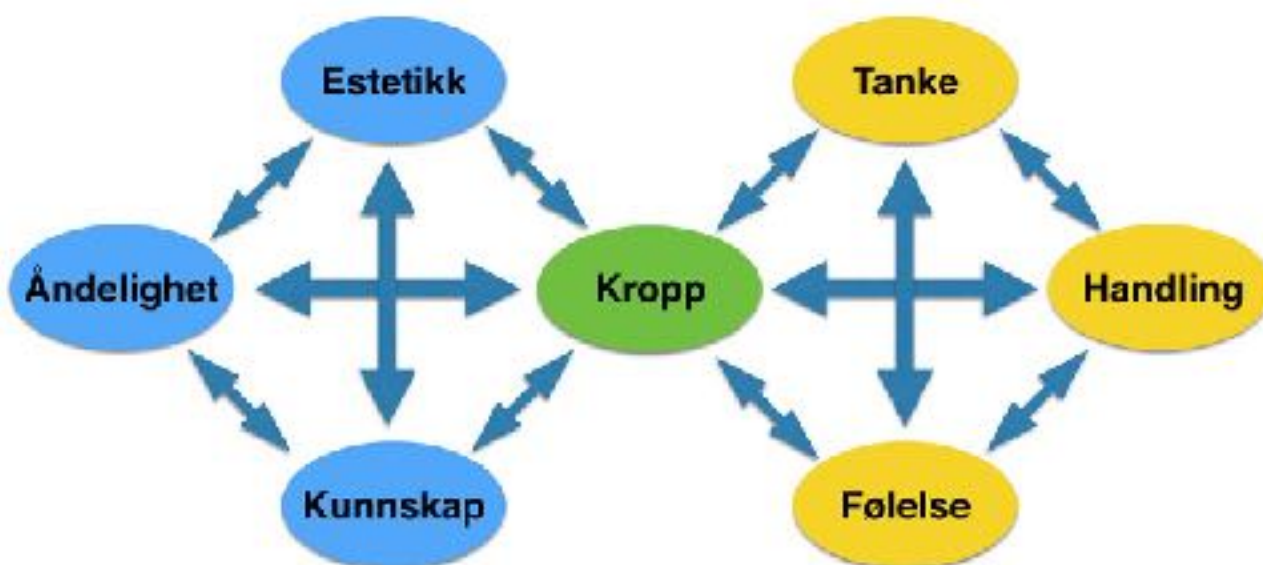 Estetikk
Tanke
Åndelighet
Kropp
Handling
Kunnskap
Følelse